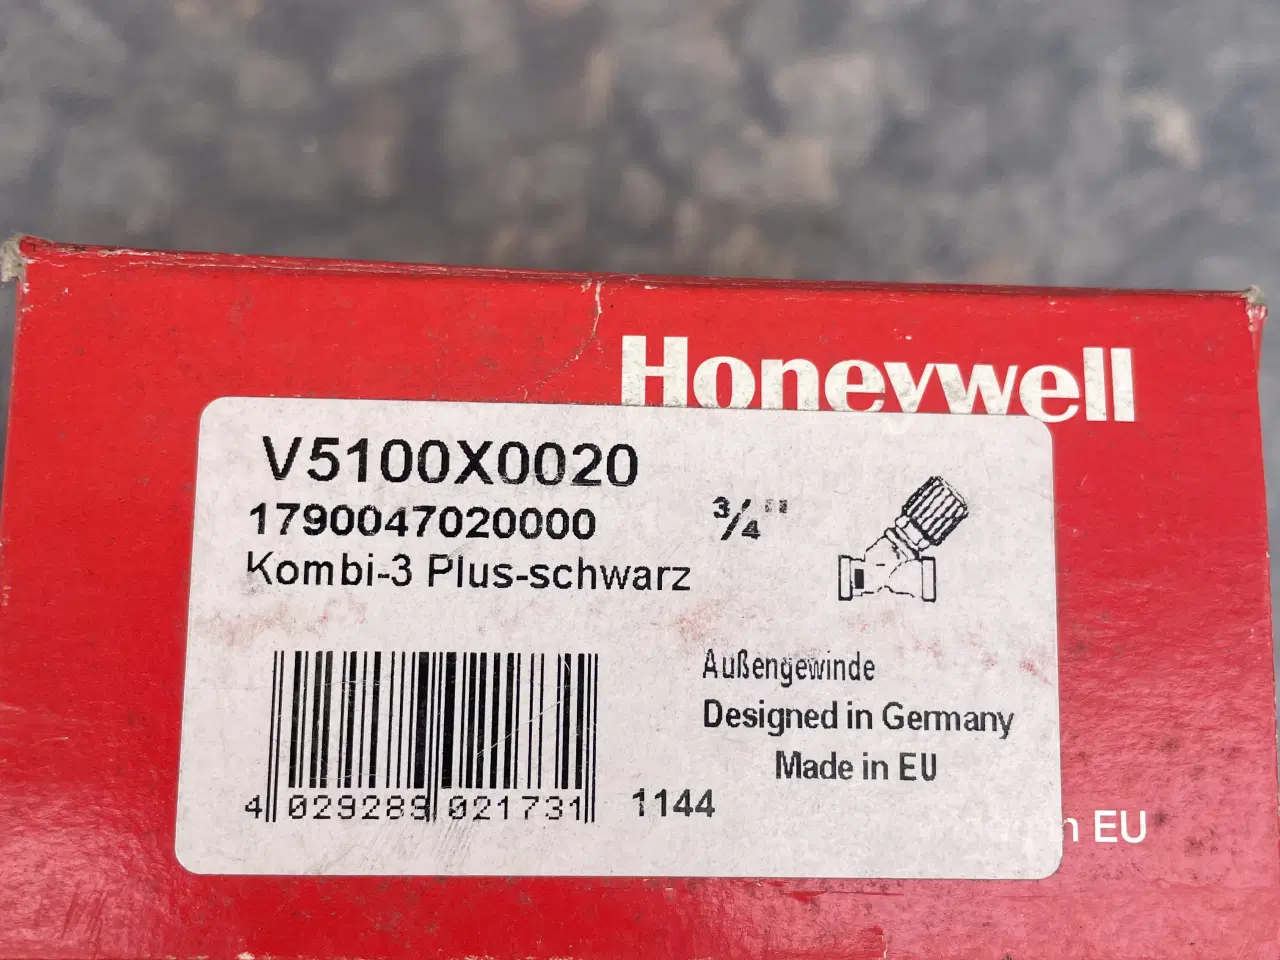 Honeywell
V5100X0020
1790047020000
3/4"
Kombi-3 Plus-schwarz
Außengewinde
Designed in Germany
Made in EU
4 029289 021731
1144
EU